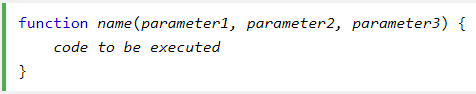 function name(parameter1, parameter2, parameter3) {
    code to be executed
}